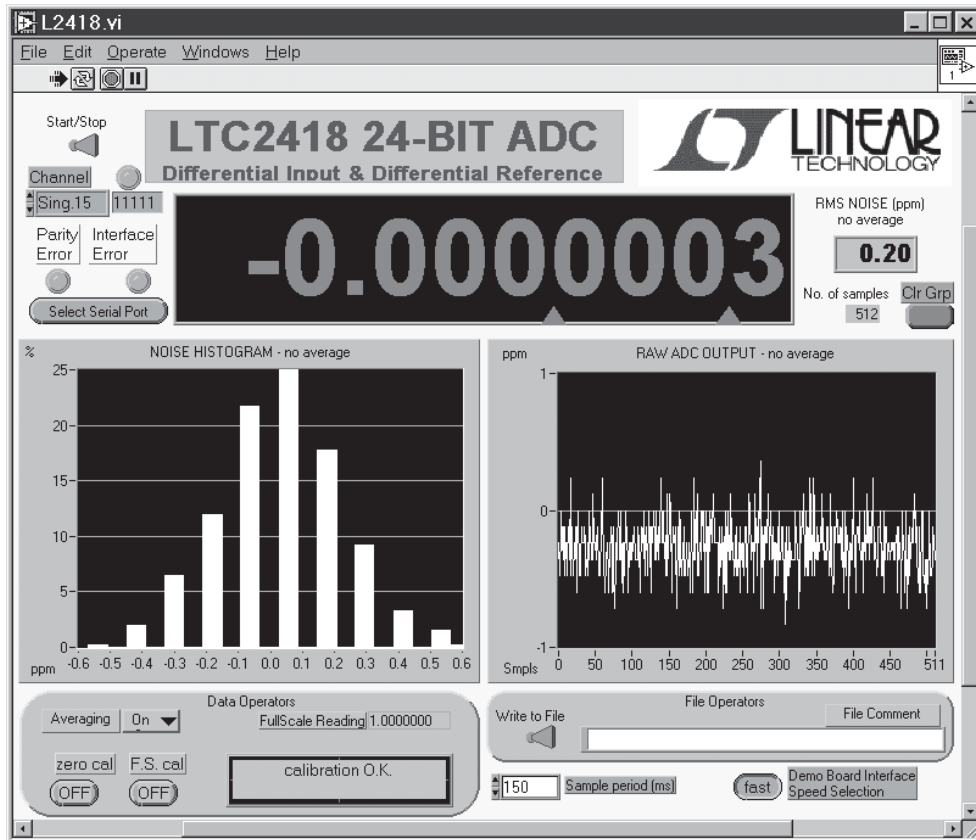 L2418.vi
File Edit Operate Windows Help
1
Start/Stop
LTC2418 24-BIT ADC
Differential Input & Differential Reference
LINEAR
TECHNOLOGY
Channel
Sing.15 11111
Parity Error
Interface Error
Select Serial Port
-0.0000003
RMS NOISE (ppm)
no average
0.20
No. of samples
512
Clr Grp
% NOISE HISTOGRAM - no average
25-
20-
15-
10-
5-
0-
ppm -0.6 -0.5 -0.4 -0.3 -0.2 -0.1 0.0 0.1 0.2 0.3 0.4 0.5 0.6
ppm RAW ADC OUTPUT - no average
1-
0-
-1-
Smpls 0 50 100 150 200 250 300 350 400 450 511
Data Operators
Averaging On
FullScale Reading 1.0000000
zero cal F.S. cal
OFF OFF
calibration O.K.
File Operators
Write to File
File Comment
150 Sample period (ms)
fast
Demo Board Interface
Speed Selection